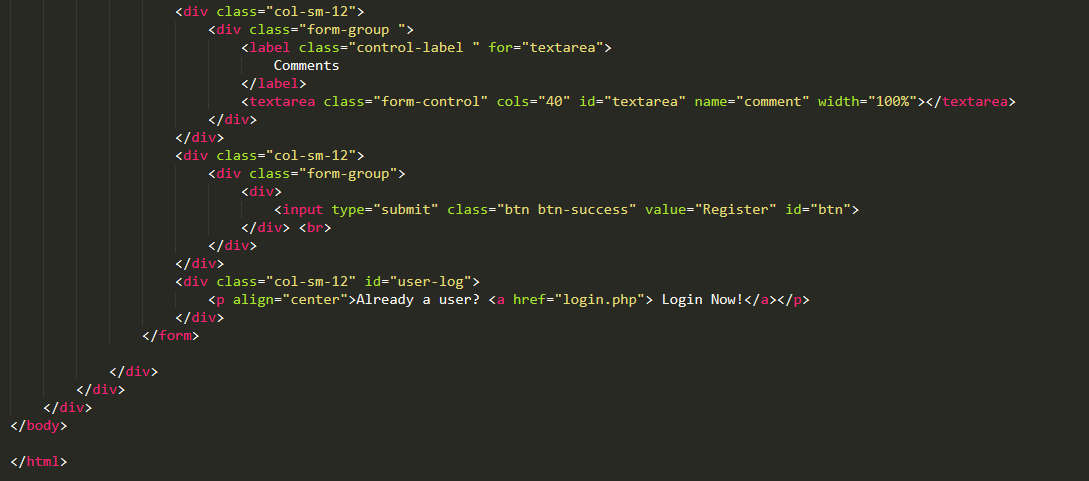 <div class="col-sm-12">
<div class="form-group ">
<label class="control-label " for="textarea">
Comments
</label>
<textarea class="form-control" cols="40" id="textarea" name="comment" width="100%"></textarea>
</div>
</div>
<div class="col-sm-12">
<div class="form-group">
<div>
<input type="submit" class="btn btn-success" value="Register" id="btn">
</div> <br>
</div>
</div>
<div class="col-sm-12" id="user-log">
<p align="center">Already a user? <a href="login.php"> Login Now!</a></p>
</div>
</form>
</div>
</div>
</div>
</body>
</html>